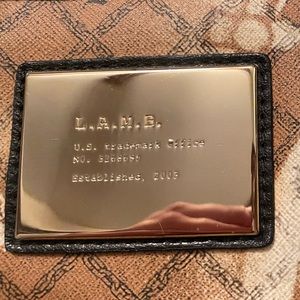 L.A.M.B.
U.S. Trademark Office
NO.
Established, 2003